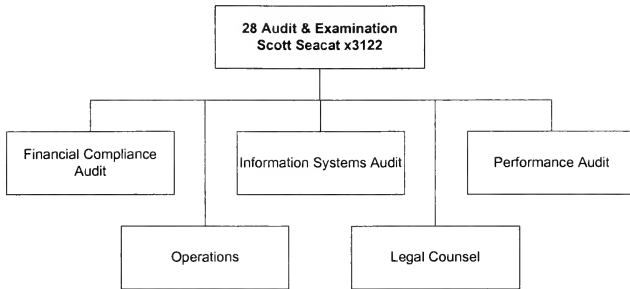 28 Audit & Examination
Scott Seacat x3122
Financial Compliance
Audit
Information Systems Audit
Performance Audit
Operations
Legal Counsel